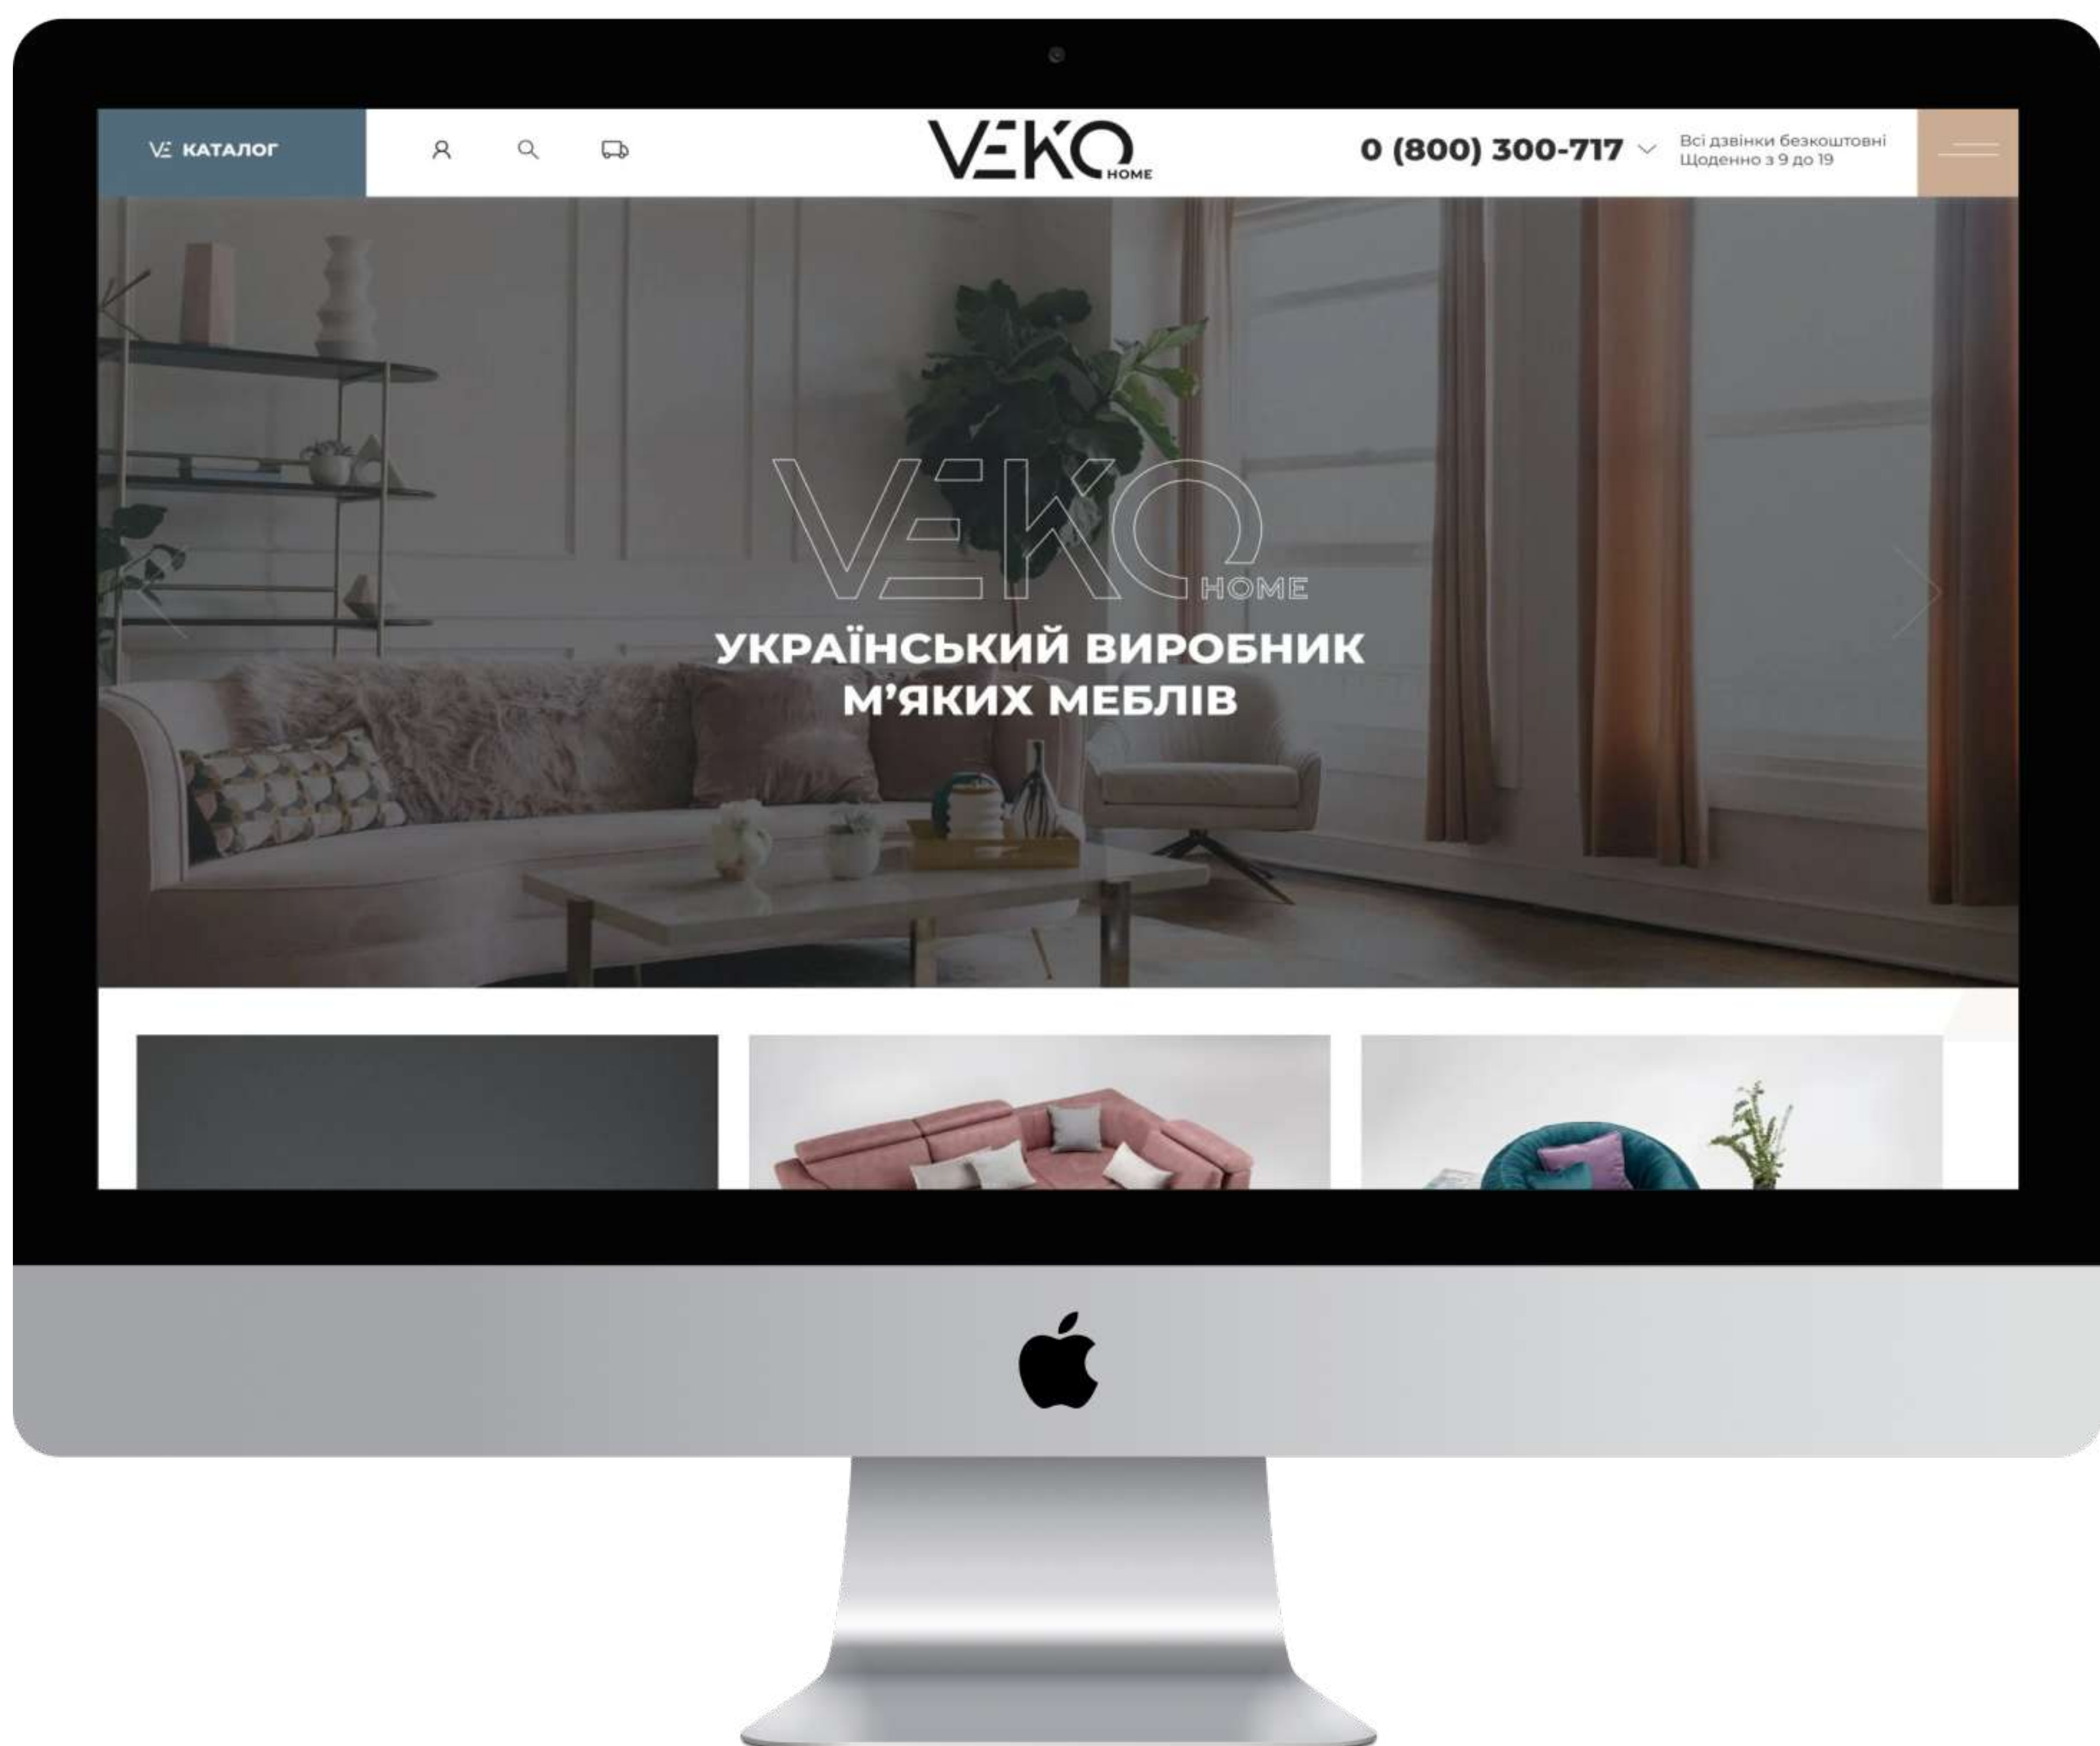 VE КАТАЛОГ
VEKO
HOME
0 (800) 300-717
Всі дзвінки безкоштовні
Щоденно з 9 до 19
VEKO
HOME
УКРАЇНСЬКИЙ ВИРОБНИК
М’ЯКИХ МЕБЛІВ